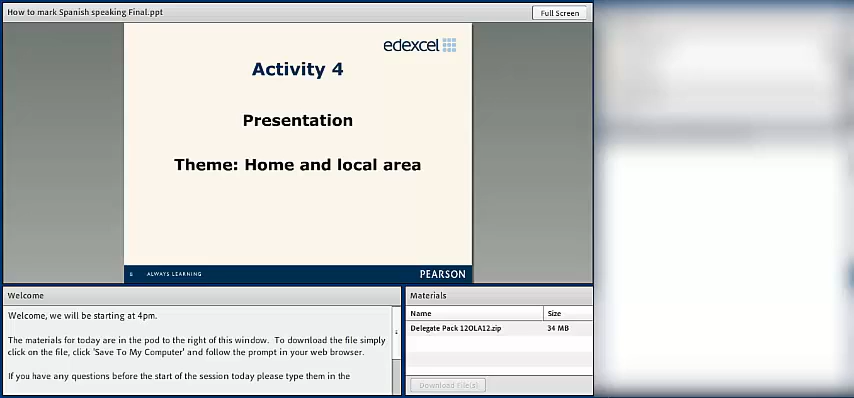 How to mark Spanish speaking Final.ppt
Full Screen
edexcel
Activity 4
Presentation
Theme: Home and local area
8 ALWAYS LEARNING
PEARSON
Welcome
Welcome, we will be starting at 4pm.
The materials for today are in the pod to the right of this window. To download the file simply
click on the file, click 'Save To My Computer' and follow the prompt in your web browser.
If you have any questions before the start of the session today please type them in the
Materials
Name Size
Delegate Pack 12OLA12.zip 34 MB
Download File(s)